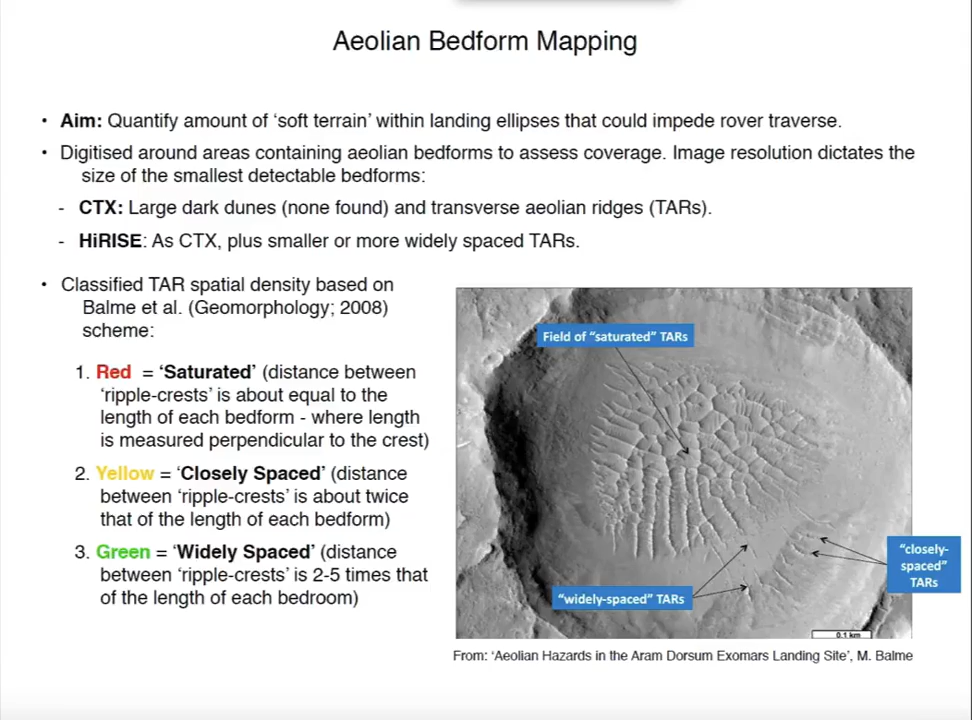 Aeolian Bedform Mapping
• Aim: Quantify amount of ‘soft terrain’ within landing ellipses that could impede rover traverse.
• Digitised around areas containing aeolian bedforms to assess coverage. Image resolution dictates the
size of the smallest detectable bedforms:
- CTX: Large dark dunes (none found) and transverse aeolian ridges (TARs).
- HiRISE: As CTX, plus smaller or more widely spaced TARs.
• Classified TAR spatial density based on
Balme et al. (Geomorphology; 2008)
scheme:
1. Red = ‘Saturated’ (distance between
‘ripple-crests’ is about equal to the
length of each bedform - where length
is measured perpendicular to the crest)
2. Yellow = ‘Closely Spaced’ (distance
between ‘ripple-crests’ is about twice
that of the length of each bedform)
3. Green = ‘Widely Spaced’ (distance
between ‘ripple-crests’ is 2-5 times that
of the length of each bedroom)
Field of “saturated” TARs
“closely-
spaced”
TARs
“widely-spaced” TARs
0.1 km
From: ‘Aeolian Hazards in the Aram Dorsum Exomars Landing Site’, M. Balme